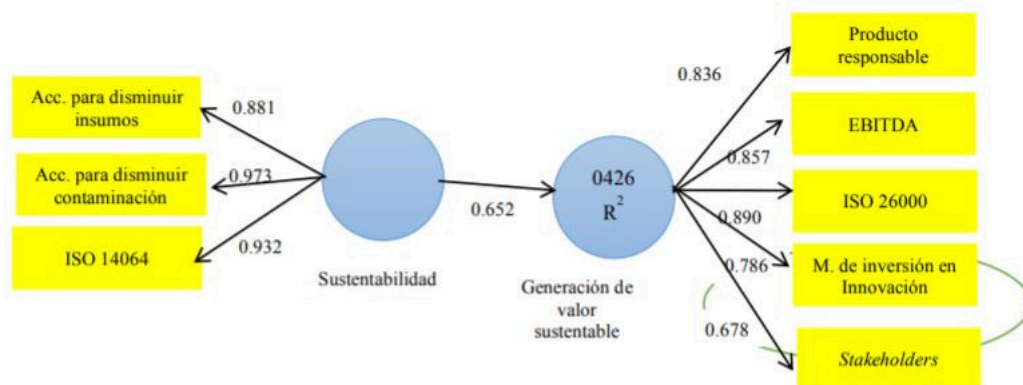 Acc. para disminuir
insumos
Acc. para disminuir
contaminación
ISO 14064
0.881
0.973
0.932
Sustentabilidad
0.652
0426
R²
Generación de
valor
sustentable
0.836
0.857
0.890
0.786
0.678
Producto
responsable
EBITDA
ISO 26000
M. de inversión en
Innovación
Stakeholders